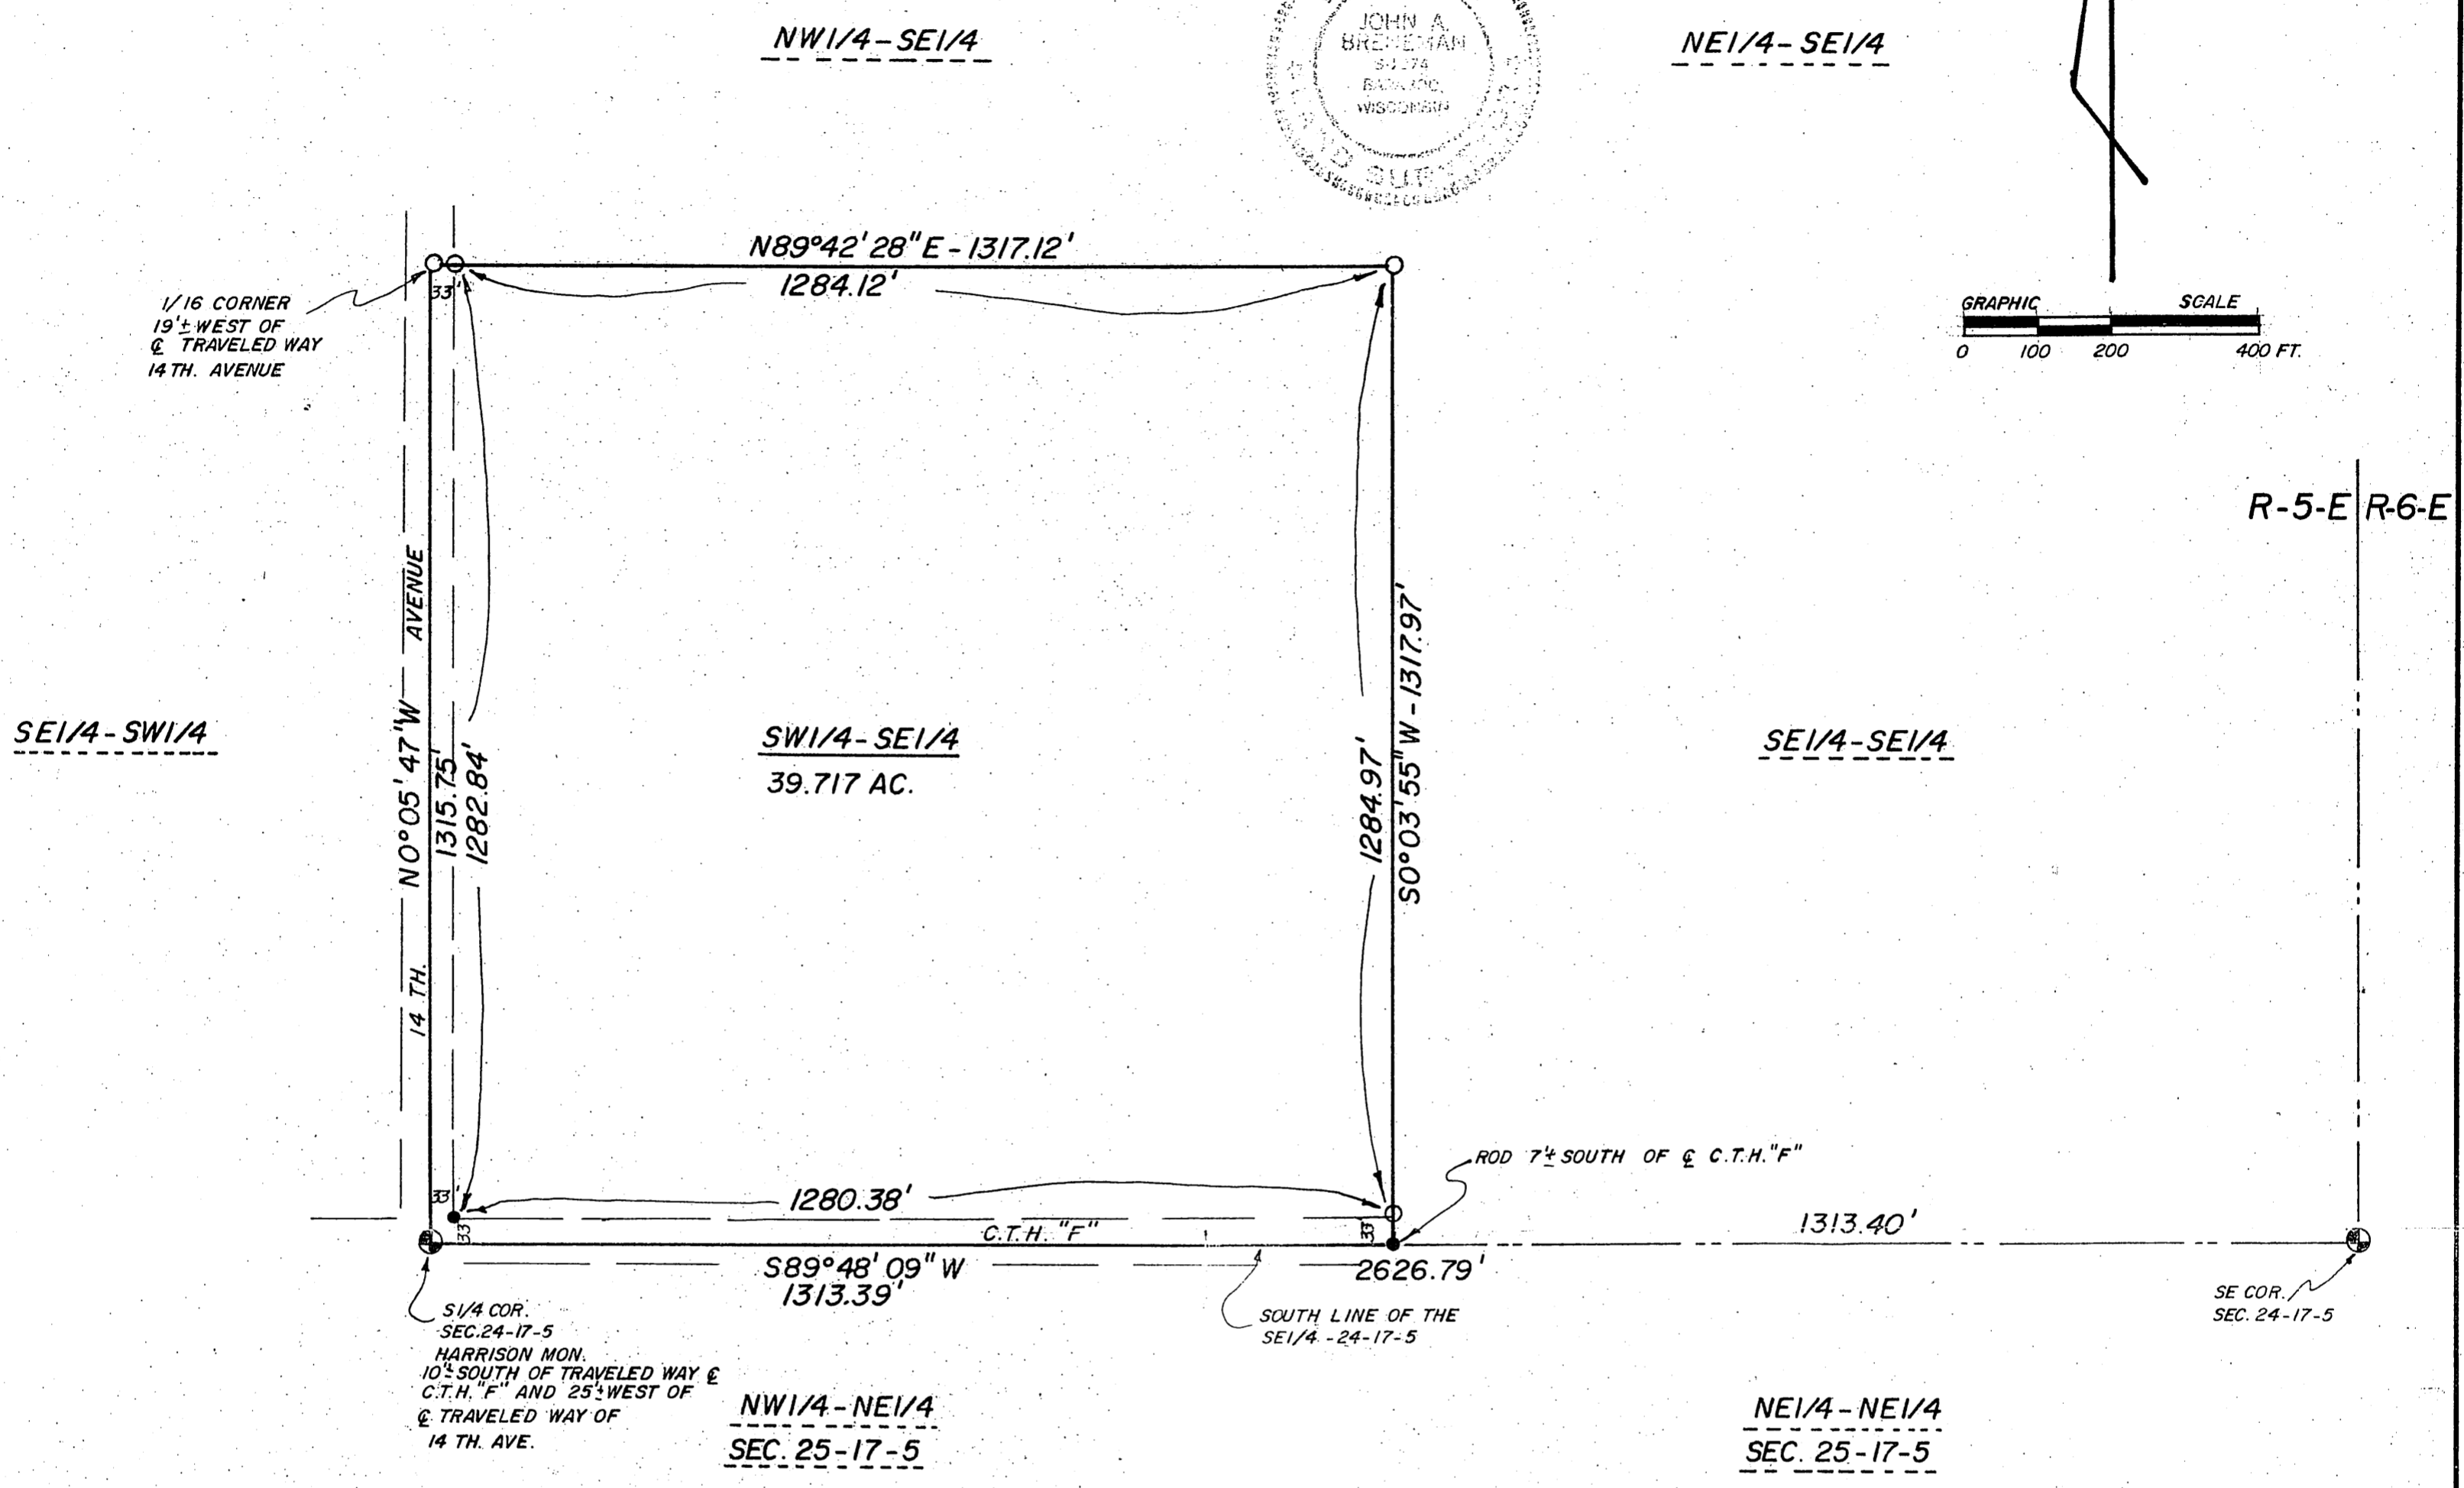 NW1/4-SE1/4
JOHN A.
BRENEMAN
WISCONSIN
NE1/4-SE1/4
N89°42'28"E-1317.12'
1284.12'
33'
1/16 CORNER
19'± WEST OF
℄ TRAVELED WAY
14TH. AVENUE
GRAPHIC SCALE
0 100 200 400 FT.
R-5-E R-6-E
14 TH. AVENUE
N0°05'47"W
1315.75'
1282.84'
SE1/4-SW1/4
SW1/4-SE1/4
39.717 AC.
1284.97'
S0°03'55"W-1317.97'
SE1/4-SE1/4
ROD 7'± SOUTH OF ℄ C.T.H. "F"
33'
33'
1280.38'
33'
C.T.H. "F"
1313.40'
S89°48'09"W
1313.39'
2626.79'
S1/4 COR.
SEC.24-17-5
HARRISON MON.
10'± SOUTH OF TRAVELED WAY ℄
C.T.H. "F" AND 25'± WEST OF
℄ TRAVELED WAY OF
14 TH. AVE.
SOUTH LINE OF THE
SE1/4-24-17-5
SE COR.
SEC. 24-17-5
NW1/4-NE1/4
SEC. 25-17-5
NE1/4-NE1/4
SEC. 25-17-5